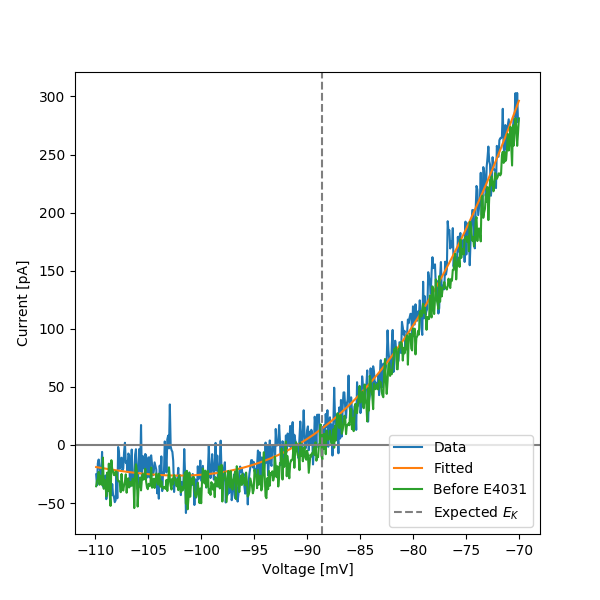 300
250
200
150
100
50
0
−50
Current [pA]
−110
−105
−100
−95
−90
−85
−80
−75
−70
Voltage [mV]
Data
Fitted
Before E4031
Expected E_K